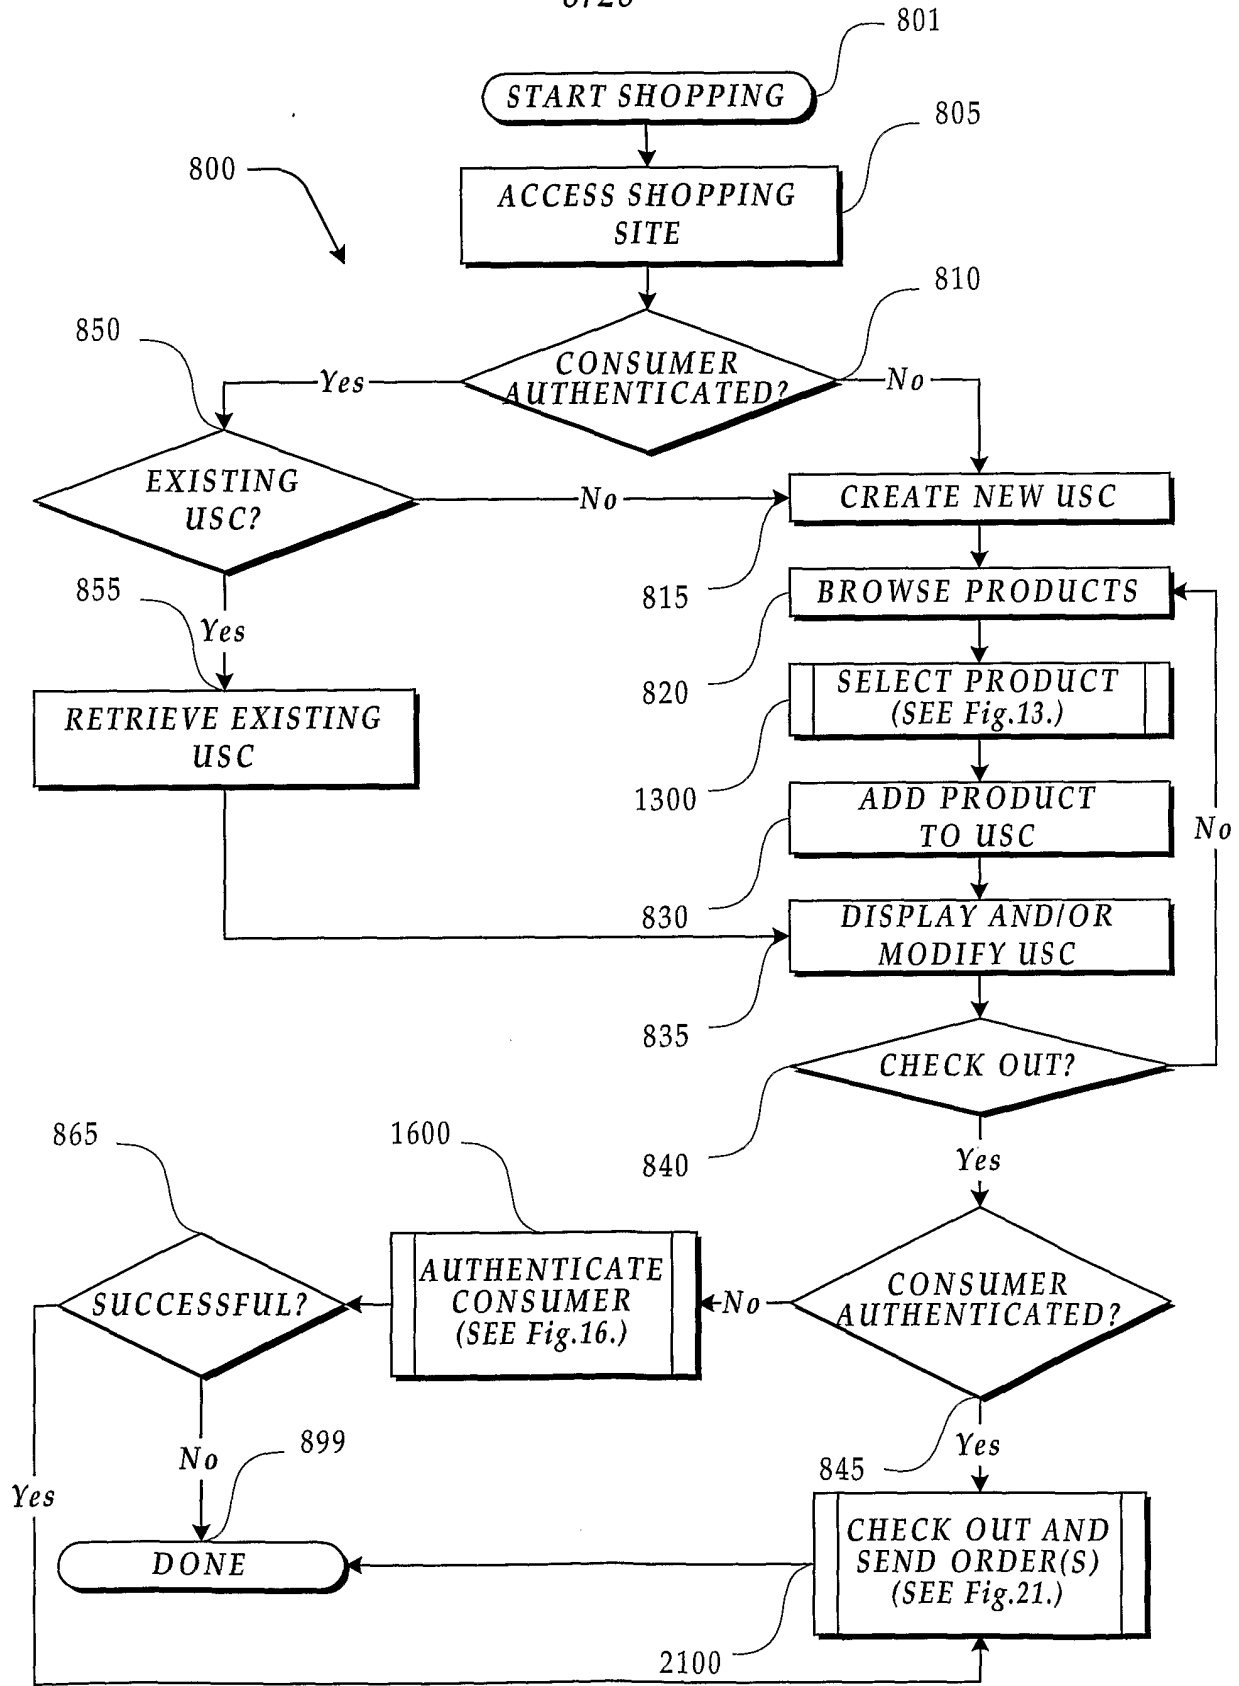 801
START SHOPPING
805
800
ACCESS SHOPPING
SITE
810
850
CONSUMER
AUTHENTICATED?
Yes
No
EXISTING
USC?
No
CREATE NEW USC
855
815
BROWSE PRODUCTS
Yes
820
SELECT PRODUCT
(SEE Fig.13.)
RETRIEVE EXISTING
USC
1300
ADD PRODUCT
TO USC
No
830
DISPLAY AND/OR
MODIFY USC
835
CHECK OUT?
865
1600
840
Yes
AUTHENTICATE
CONSUMER
(SEE Fig.16.)
SUCCESSFUL?
No
CONSUMER
AUTHENTICATED?
No
899
Yes
845
Yes
DONE
CHECK OUT AND
SEND ORDER(S)
(SEE Fig.21.)
2100